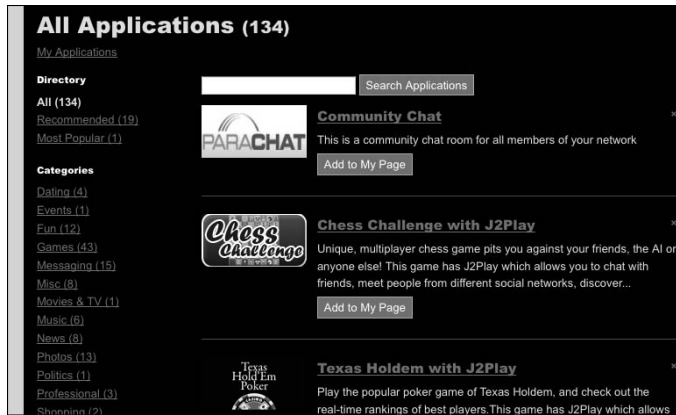 All Applications (134)
My Applications
Directory
All (134)
Recommended (19)
Most Popular (1)
Categories
Dating (4)
Events (1)
Fun (12)
Games (43)
Messaging (15)
Misc (8)
Movies & TV (1)
Music (6)
News (8)
Photos (13)
Politics (1)
Professional (3)
Shopping (2)
Search Applications
PARACHAT
Community Chat
×
This is a community chat room for all members of your network
Add to My Page
Chess
Challenge
Chess Challenge with J2Play
×
Unique, multiplayer chess game pits you against your friends, the AI or
anyone else! This game has J2Play which allows you to chat with
friends, meet people from different social networks, discover...
Add to My Page
Texas
Hold'Em
Poker
Texas Holdem with J2Play
×
Play the popular poker game of Texas Holdem, and check out the
real-time rankings of best players.This game has J2Play which allows